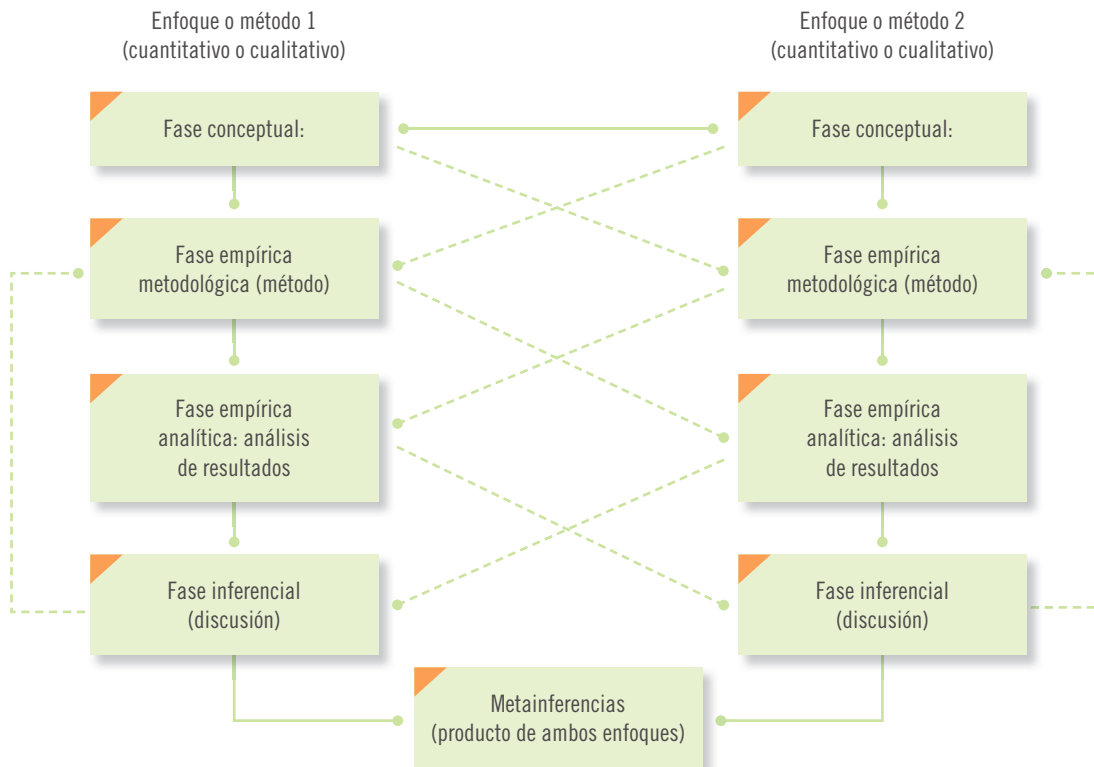 Enfoque o método 1
(cuantitativo o cualitativo)
Enfoque o método 2
(cuantitativo o cualitativo)
Fase conceptual:
Fase conceptual:
Fase empírica
metodológica (método)
Fase empírica
metodológica (método)
Fase empírica
analítica: análisis
de resultados
Fase empírica
analítica: análisis
de resultados
Fase inferencial
(discusión)
Fase inferencial
(discusión)
Metainferencias
(producto de ambos enfoques)